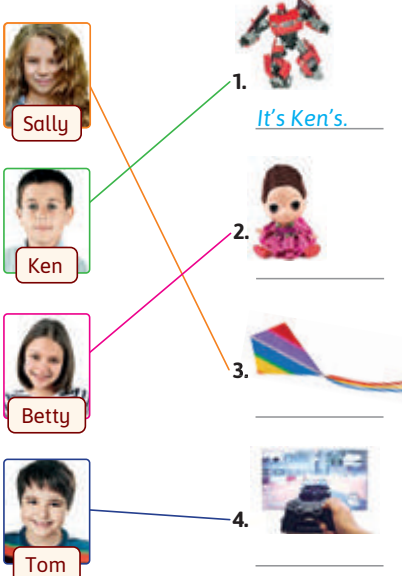 Sally
1.
It's Ken's.
Ken
2.
Betty
3.
Tom
4.